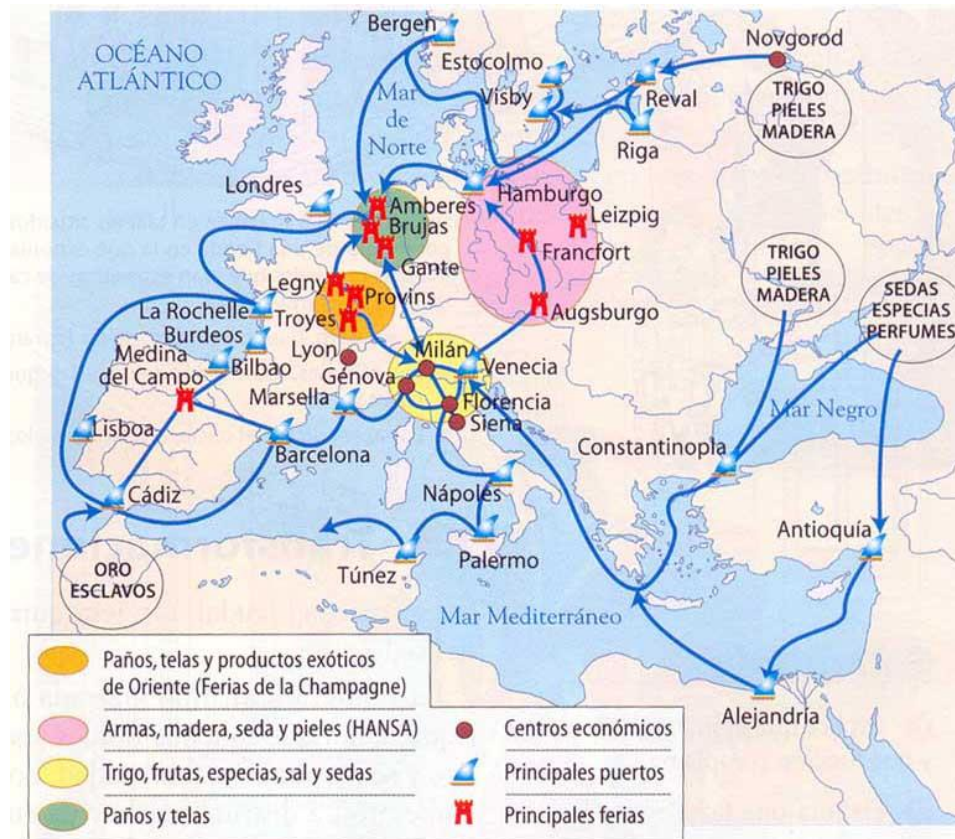 OCÉANO
ATLÁNTICO
Bergen
Estocolmo
Novgorod
Mar
de
Norte
Visby
Reval
TRIGO
PIELES
MADERA
Riga
Londres
Hamburgo
Amberes
Leizpig
Brujas
Francfort
Gante
TRIGO
PIELES
MADERA
Legny
Provins
SEDAS
ESPECIAS
PERFUMES
La Rochelle
Troyes
Augsburgo
Burdeos
Medina
del Campo
Bilbao
Lyon
Milán
Venecia
Génova
Marsella
Florencia
Mar Negro
Lisboa
Siena
Barcelona
Constantinopla
Cádiz
Nápoles
Antioquía
ORO
ESCLAVOS
Túnez
Palermo
Mar Mediterráneo
Alejandría
Paños, telas y productos exóticos
de Oriente (Ferias de la Champagne)
Armas, madera, seda y pieles (HANSA)
Trigo, frutas, especias, sal y sedas
Paños y telas
Centros económicos
Principales puertos
Principales ferias